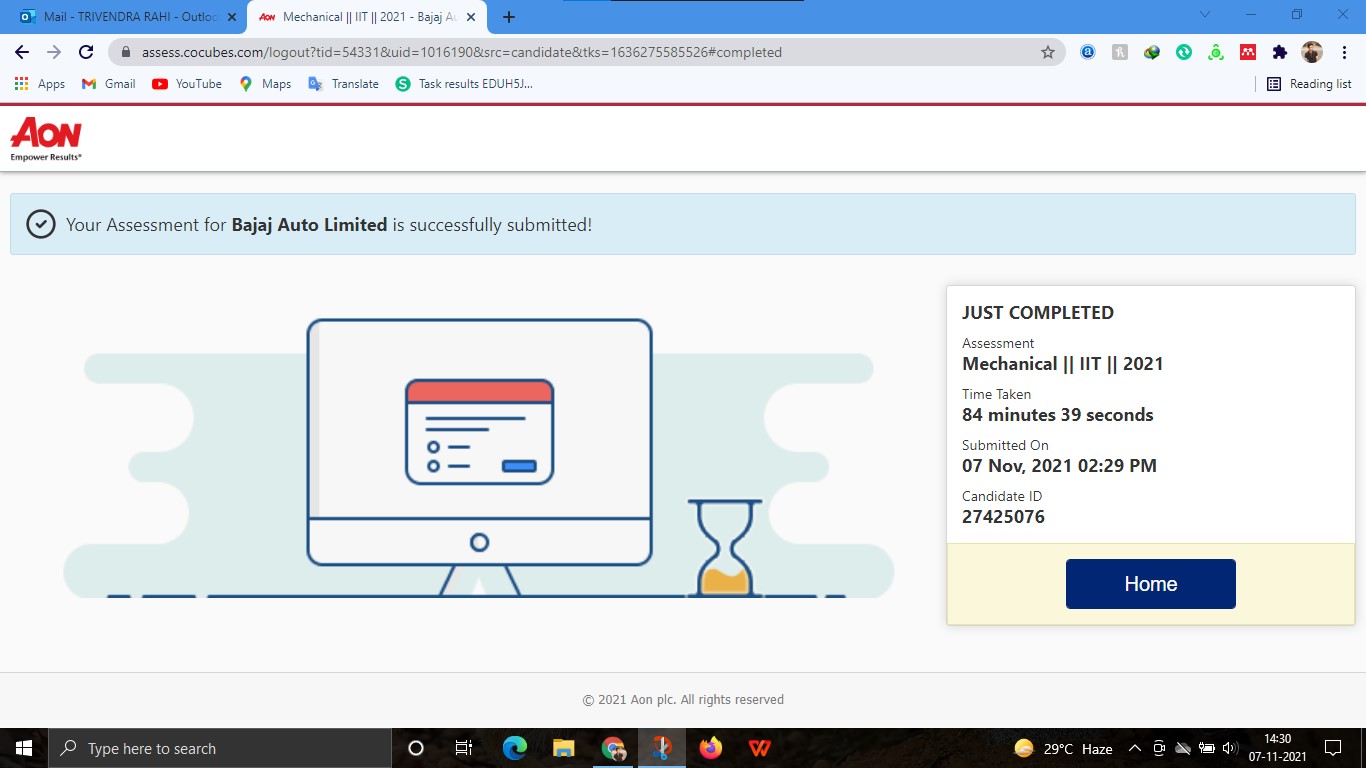 Mail - TRIVENDRA RAHI - Outloo
Mechanical || IIT || 2021 - Bajaj Au
assess.cocubes.com/logout?tid=54331&uid=1016190&src=candidate&tks=1636275585526#completed
Apps Gmail YouTube Maps Translate Task results EDUH5J... Reading list
AON
Empower Results®
Your Assessment for Bajaj Auto Limited is successfully submitted!
JUST COMPLETED
Assessment
Mechanical || IIT || 2021
Time Taken
84 minutes 39 seconds
Submitted On
07 Nov, 2021 02:29 PM
Candidate ID
27425076
Home
© 2021 Aon plc. All rights reserved
Type here to search
29°C Haze
14:30
07-11-2021